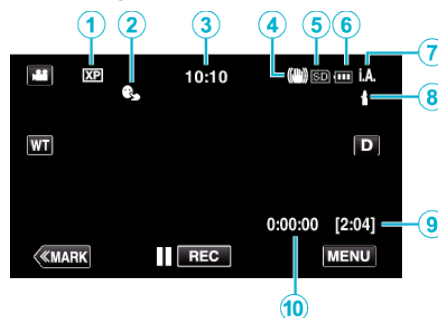 1 2 3 4 5 6 7
XP 10:10 SD i.A.
8
WT D
0:00:00 [2:04] 9
≪MARK REC MENU
10